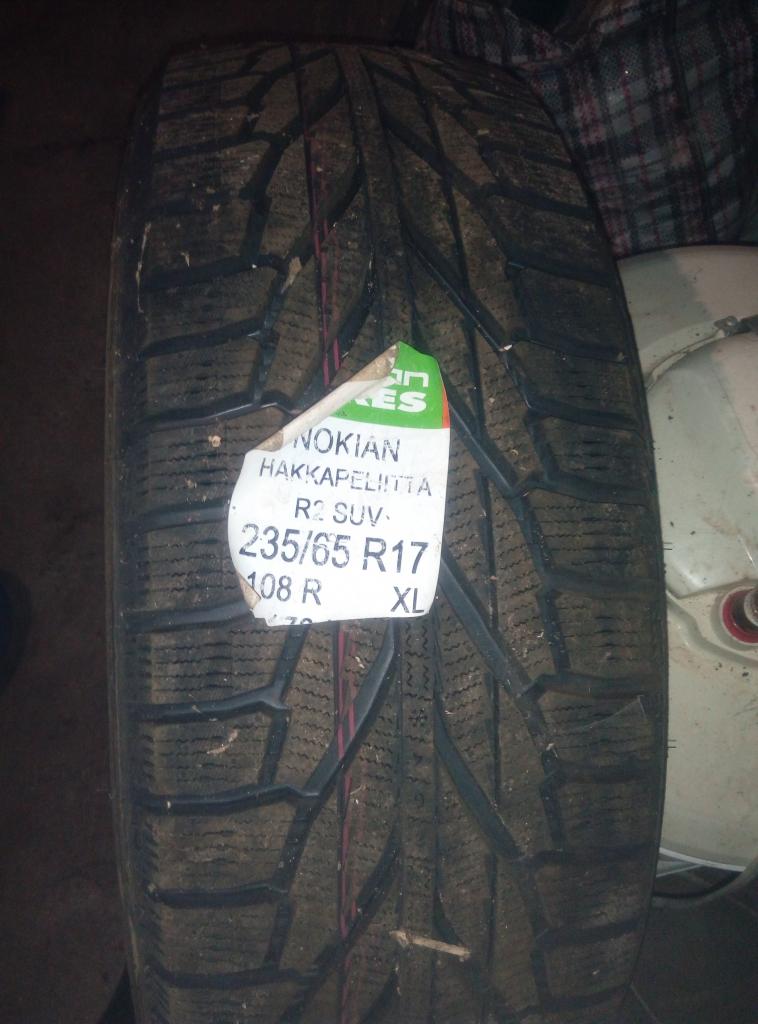 NOKIAN
HAKKAPELIITTA
R2 SUV
235/65 R17
108 R XL